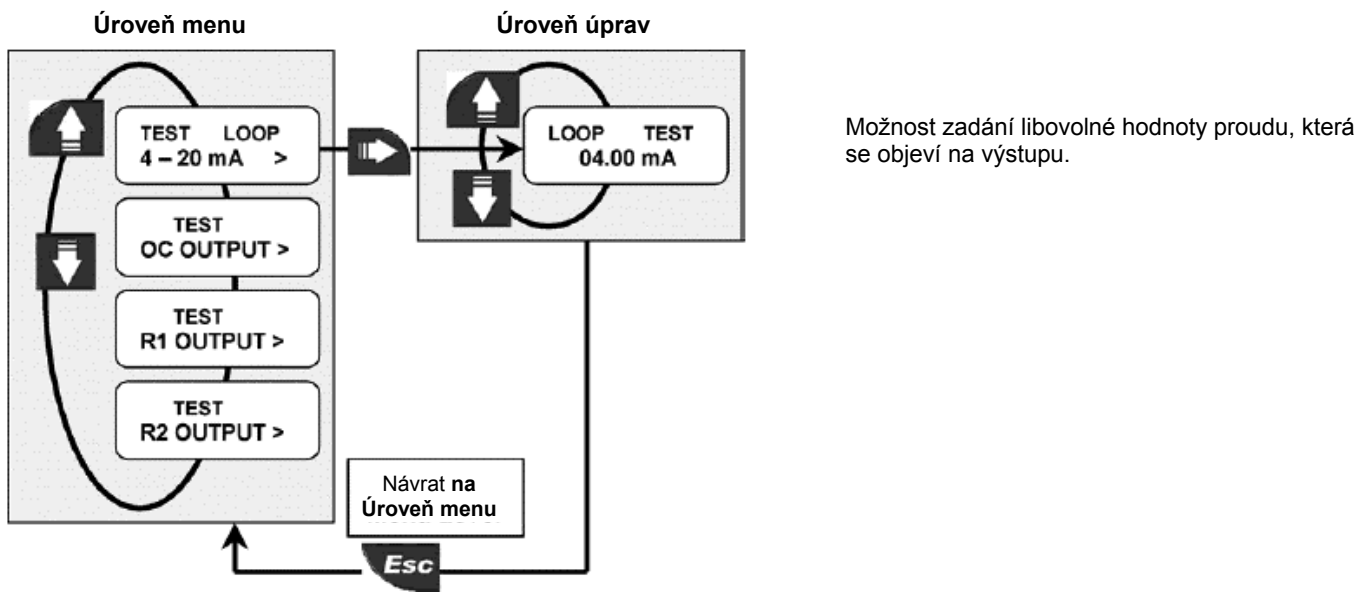 Úroveň menu
Úroveň úprav
TEST LOOP
4 – 20 mA >
TEST
OC OUTPUT >
TEST
R1 OUTPUT >
TEST
R2 OUTPUT >
LOOP TEST
04.00 mA
Možnost zadání libovolné hodnoty proudu, která
se objeví na výstupu.
Návrat na
Úroveň menu
Esc